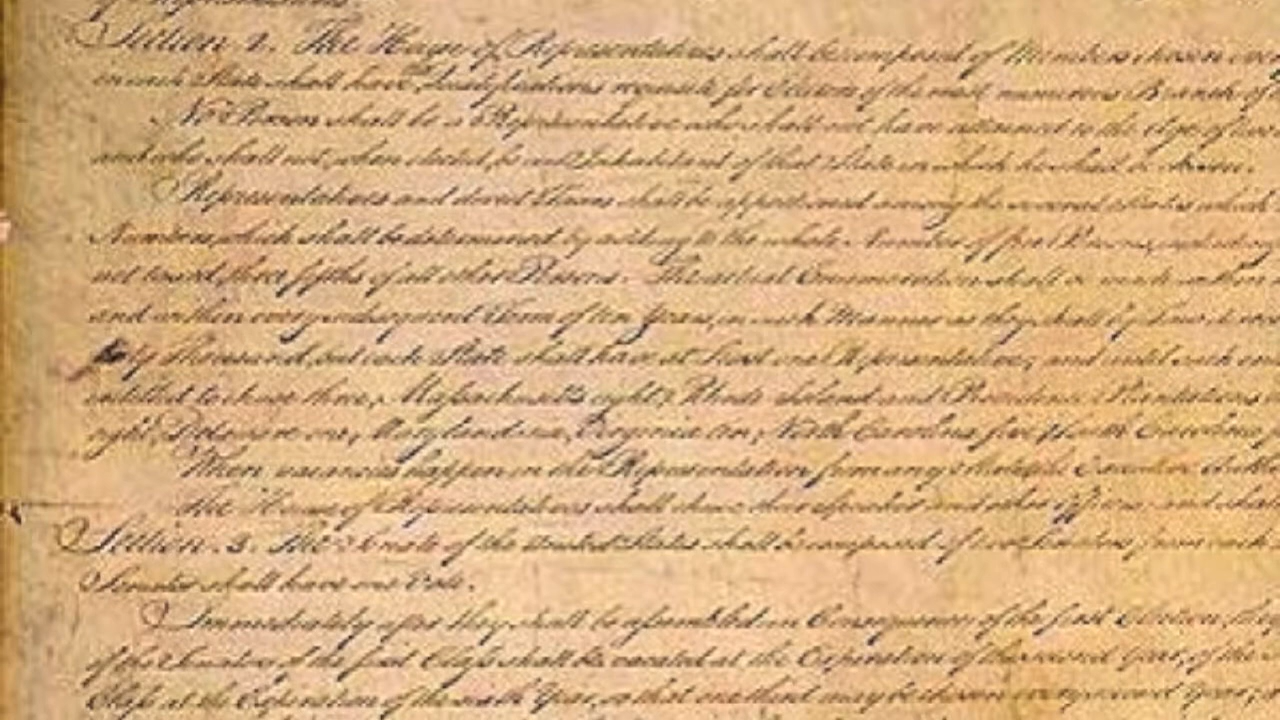 of Representatives.
Section. 2. The House of Representatives shall be composed of Members chosen every
in each State shall have the Qualifications requisite for Electors of the most numerous Branch of the
No Person shall be a Representative who shall not have attained to the Age of twenty
and who shall not, when elected, be an Inhabitant of that State in which he shall be chosen.
Representatives and direct Taxes shall be apportioned among the several States which
Numbers, which shall be determined by adding to the whole Number of free Persons, including
not taxed, three fifths of all other Persons. The actual Enumeration shall be made within
and within every subsequent Term of ten Years, in such Manner as they shall by Law direct
thirty Thousand, but each State shall have at Least one Representative; and until such enu
entitled to chuse three, Massachusetts eight, Rhode Island and Providence Plantations
eight, Delaware one, Maryland six, Virginia ten, North Carolina five, South Carolina
When vacancies happen in the Representation from any State, the Executive Autho
The House of Representatives shall chuse their Speaker and other Officers; and shall
Section. 3. The Senate of the United States shall be composed of two Senators from each
Senator shall have one Vote.
Immediately after they shall be assembled in Consequence of the first Election, they
of the Senators of the first Class shall be vacated at the Expiration of the second Year, of the
Class at the Expiration of the sixth Year, so that one third may be chosen every second Year;